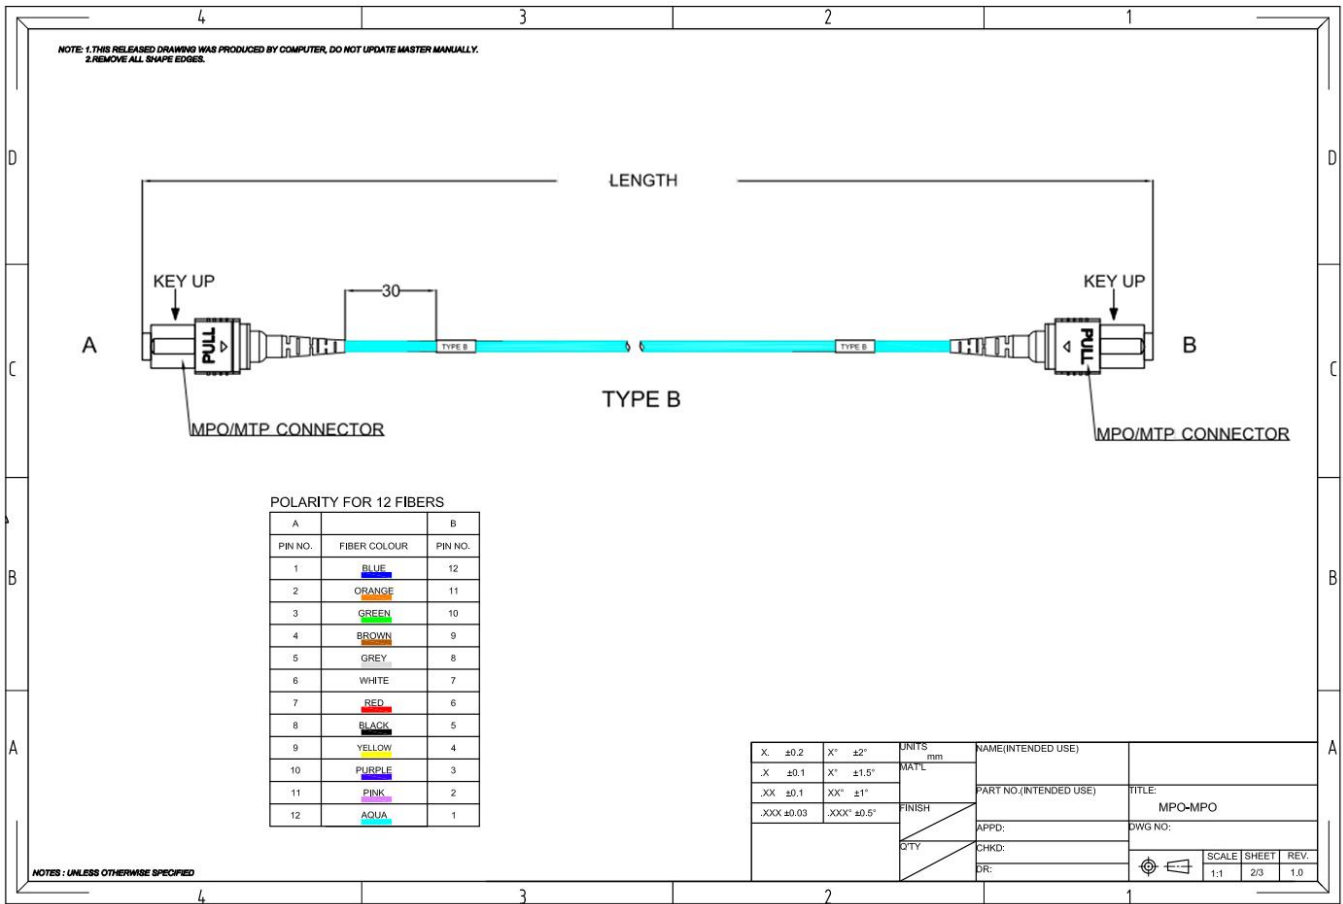 4 3 2 1
NOTE: 1.THIS RELEASED DRAWING WAS PRODUCED BY COMPUTER, DO NOT UPDATE MASTER MANUALLY.
2.REMOVE ALL SHAPE EDGES.
D D
LENGTH
KEY UP KEY UP
30
A PULL TYPE B TYPE B PULL B
C C
TYPE B
MPO/MTP CONNECTOR MPO/MTP CONNECTOR
POLARITY FOR 12 FIBERS
A B
PIN NO. FIBER COLOUR PIN NO.
1 BLUE 12
2 ORANGE 11
3 GREEN 10
4 BROWN 9
5 GREY 8
6 WHITE 7
7 RED 6
8 BLACK 5
9 YELLOW 4
10 PURPLE 3
11 PINK 2
12 AQUA 1
B B
A A
X. ±0.2 X° ±2°
.X ±0.1 X° ±1.5°
.XX ±0.1 XX° ±1°
.XXX ±0.03 .XXX° ±0.5°
UNITS mm
MAT'L
FINISH
Q'TY
NAME(INTENDED USE)
PART NO.(INTENDED USE)
APPD:
CHKD:
DR:
TITLE:
MPO-MPO
DWG NO:
SCALE SHEET REV.
1:1 2/3 1.0
NOTES : UNLESS OTHERWISE SPECIFIED
4 3 2 1